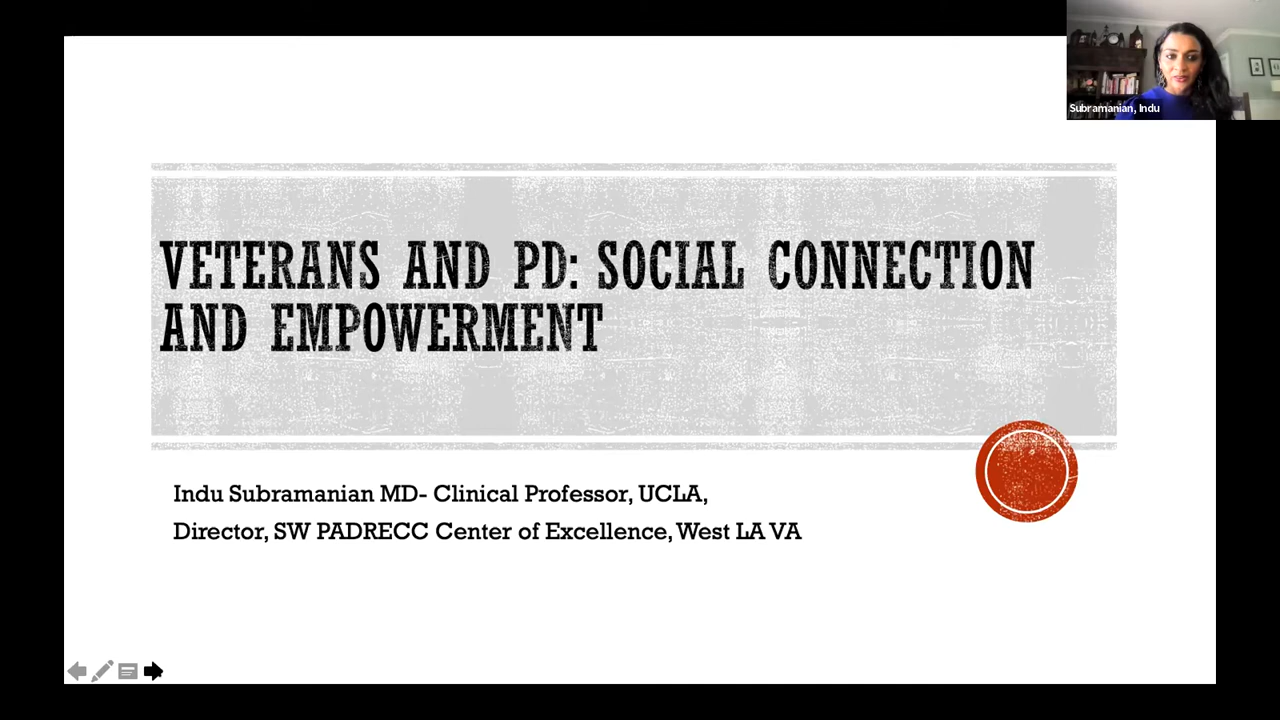 Subramanian, Indu
VETERANS AND PD: SOCIAL CONNECTION
AND EMPOWERMENT
Indu Subramanian MD- Clinical Professor, UCLA,
Director, SW PADRECC Center of Excellence, West LA VA